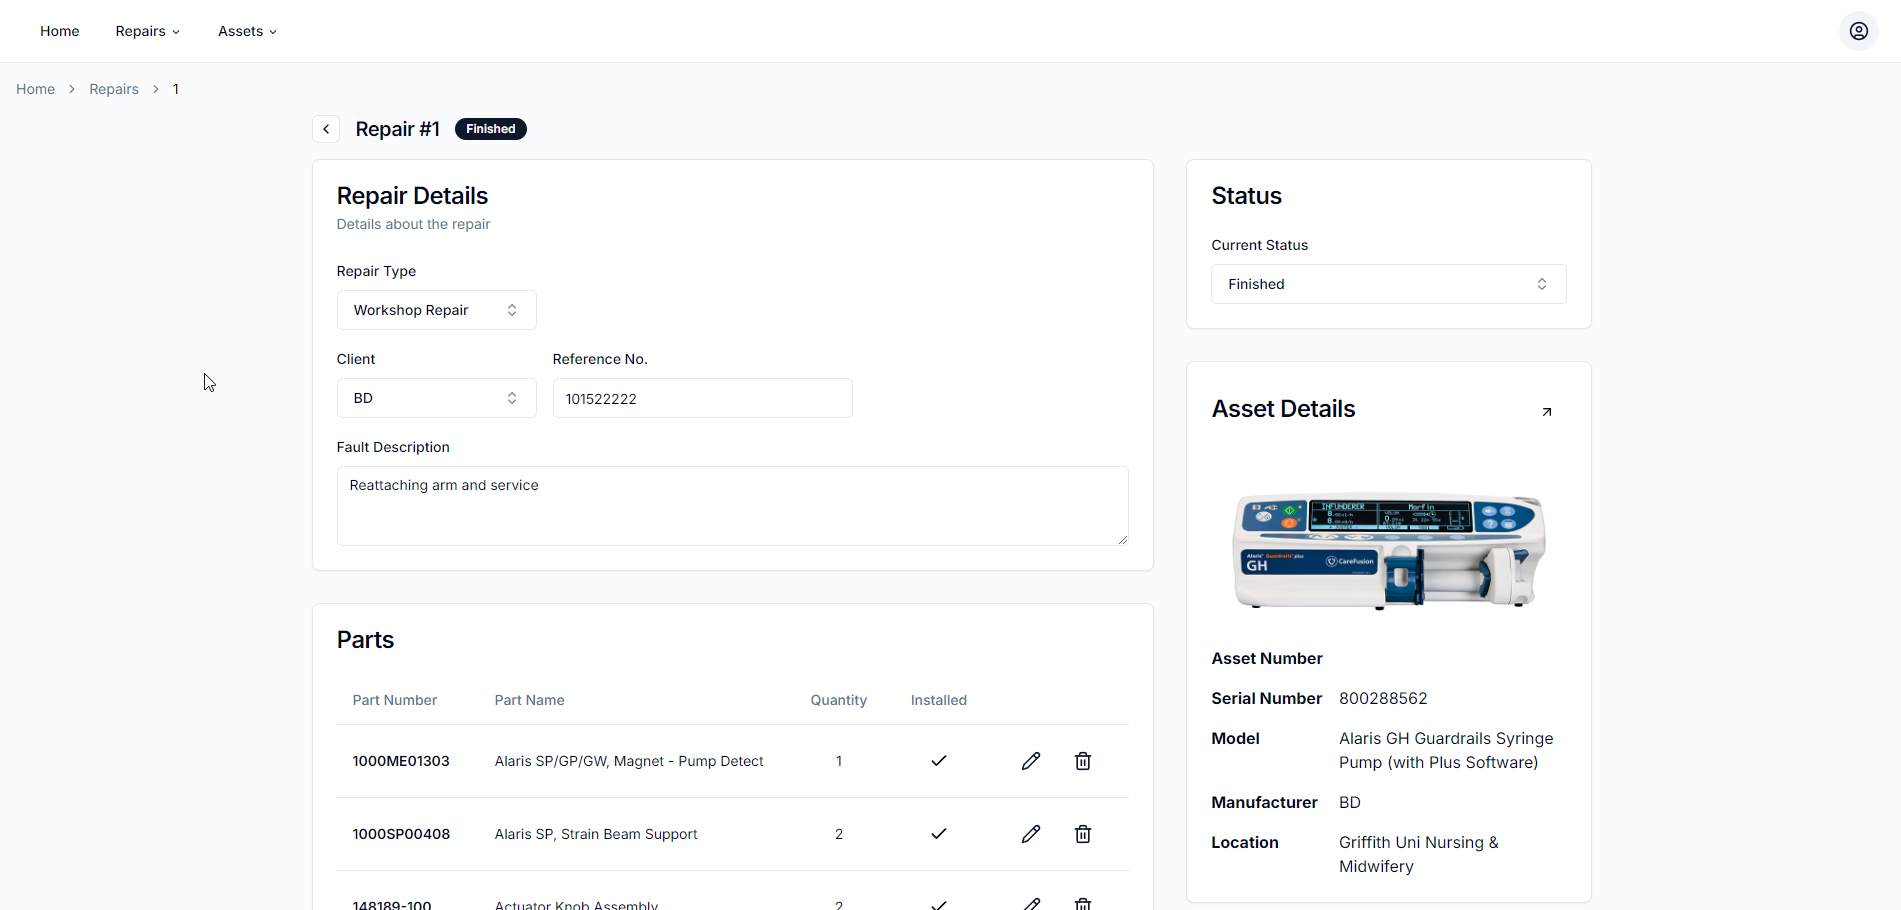 Home
Repairs
Assets
Home
Repairs
1
Repair #1
Finished
Repair Details
Details about the repair
Repair Type
Workshop Repair
Client
Reference No.
BD
101522222
Fault Description
Reattaching arm and service
Parts
Part Number Part Name Quantity Installed
1000ME01303 Alaris SP/GP/GW, Magnet - Pump Detect 1
1000SP00408 Alaris SP, Strain Beam Support 2
148189-100 Actuator Knob Assembly 2
Status
Current Status
Finished
Asset Details
INFUNDERER Morfin
Alaris® Guardrails® plus
GH
CareFusion
Asset Number
Serial Number 800288562
Model Alaris GH Guardrails Syringe
Pump (with Plus Software)
Manufacturer BD
Location Griffith Uni Nursing &
Midwifery